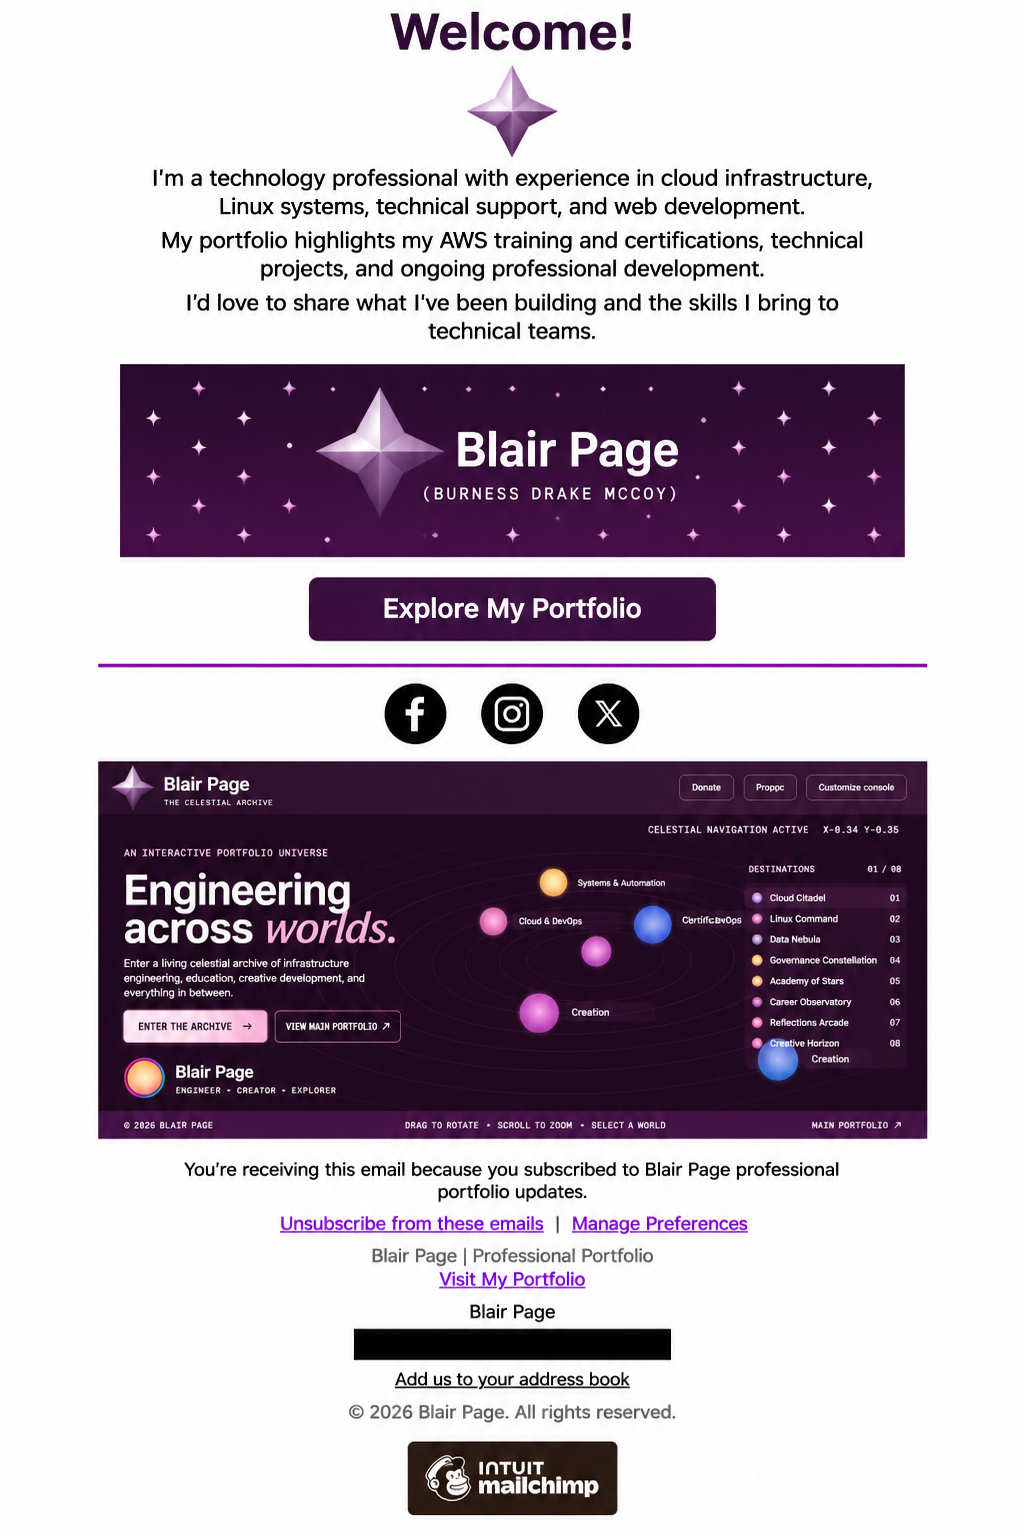 Welcome!
I'm a technology professional with experience in cloud infrastructure,
Linux systems, technical support, and web development.
My portfolio highlights my AWS training and certifications, technical
projects, and ongoing professional development.
I'd love to share what I've been building and the skills I bring to
technical teams.
Blair Page
(BURNESS DRAKE MCCOY)
Explore My Portfolio
Blair Page
THE CELESTIAL ARCHIVE
Donate
Proppc
Customize console
CELESTIAL NAVIGATION ACTIVE X-0.34 Y-0.35
AN INTERACTIVE PORTFOLIO UNIVERSE
Engineering
across worlds.
Enter a living celestial archive of infrastructure
engineering, education, creative development, and
everything in between.
ENTER THE ARCHIVE →
VIEW MAIN PORTFOLIO ↗
Blair Page
ENGINEER • CREATOR • EXPLORER
Systems & Automation
Cloud & DevOps
Creation
DESTINATIONS 01 / 08
Cloud Citadel 01
Linux Command 02
Data Nebula 03
Governance Constellation 04
Academy of Stars 05
Career Observatory 06
Reflections Arcade 07
Creative Horizon 08
Creation
© 2026 BLAIR PAGE
DRAG TO ROTATE • SCROLL TO ZOOM • SELECT A WORLD
MAIN PORTFOLIO ↗
You're receiving this email because you subscribed to Blair Page professional
portfolio updates.
Unsubscribe from these emails | Manage Preferences
Blair Page | Professional Portfolio
Visit My Portfolio
Blair Page
Add us to your address book
© 2026 Blair Page. All rights reserved.
INTUIT
mailchimp